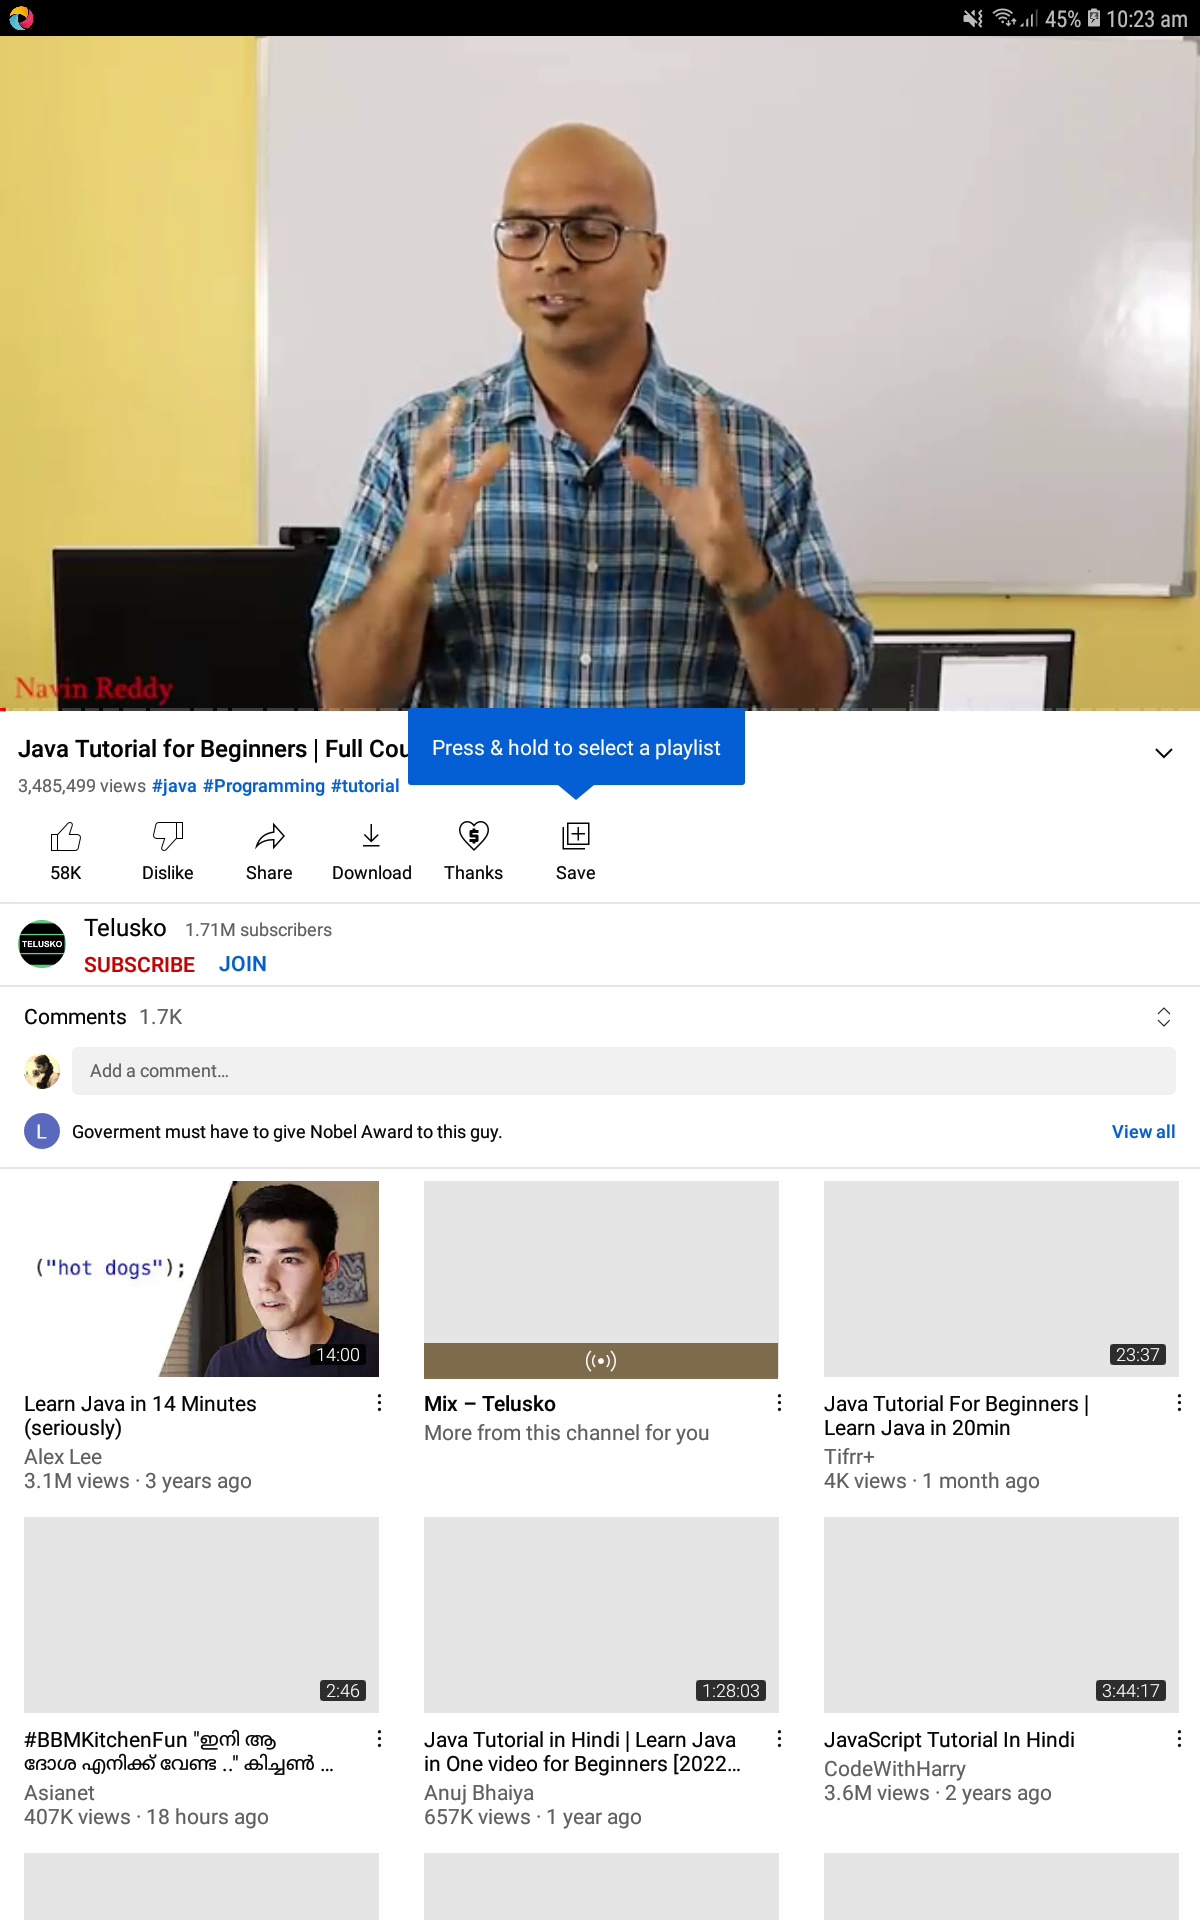 45% 10:23 am
Navin Reddy
Java Tutorial for Beginners | Full Cou
Press & hold to select a playlist
3,485,499 views #java #Programming #tutorial
58K Dislike Share Download Thanks Save
TELUSKO
Telusko 1.71M subscribers
SUBSCRIBE JOIN
Comments 1.7K
Add a comment...
L Goverment must have to give Nobel Award to this guy. View all
("hot dogs");
14:00
23:37
Learn Java in 14 Minutes
(seriously)
Alex Lee
3.1M views · 3 years ago
Mix – Telusko
More from this channel for you
Java Tutorial For Beginners |
Learn Java in 20min
Tifrr+
4K views · 1 month ago
2:46
1:28:03
3:44:17
#BBMKitchenFun "ഇനി ആ
ദോശ എനിക്ക് വേണ്ട .." കിച്ചൺ ...
Asianet
407K views · 18 hours ago
Java Tutorial in Hindi | Learn Java
in One video for Beginners [2022...
Anuj Bhaiya
657K views · 1 year ago
JavaScript Tutorial In Hindi
CodeWithHarry
3.6M views · 2 years ago